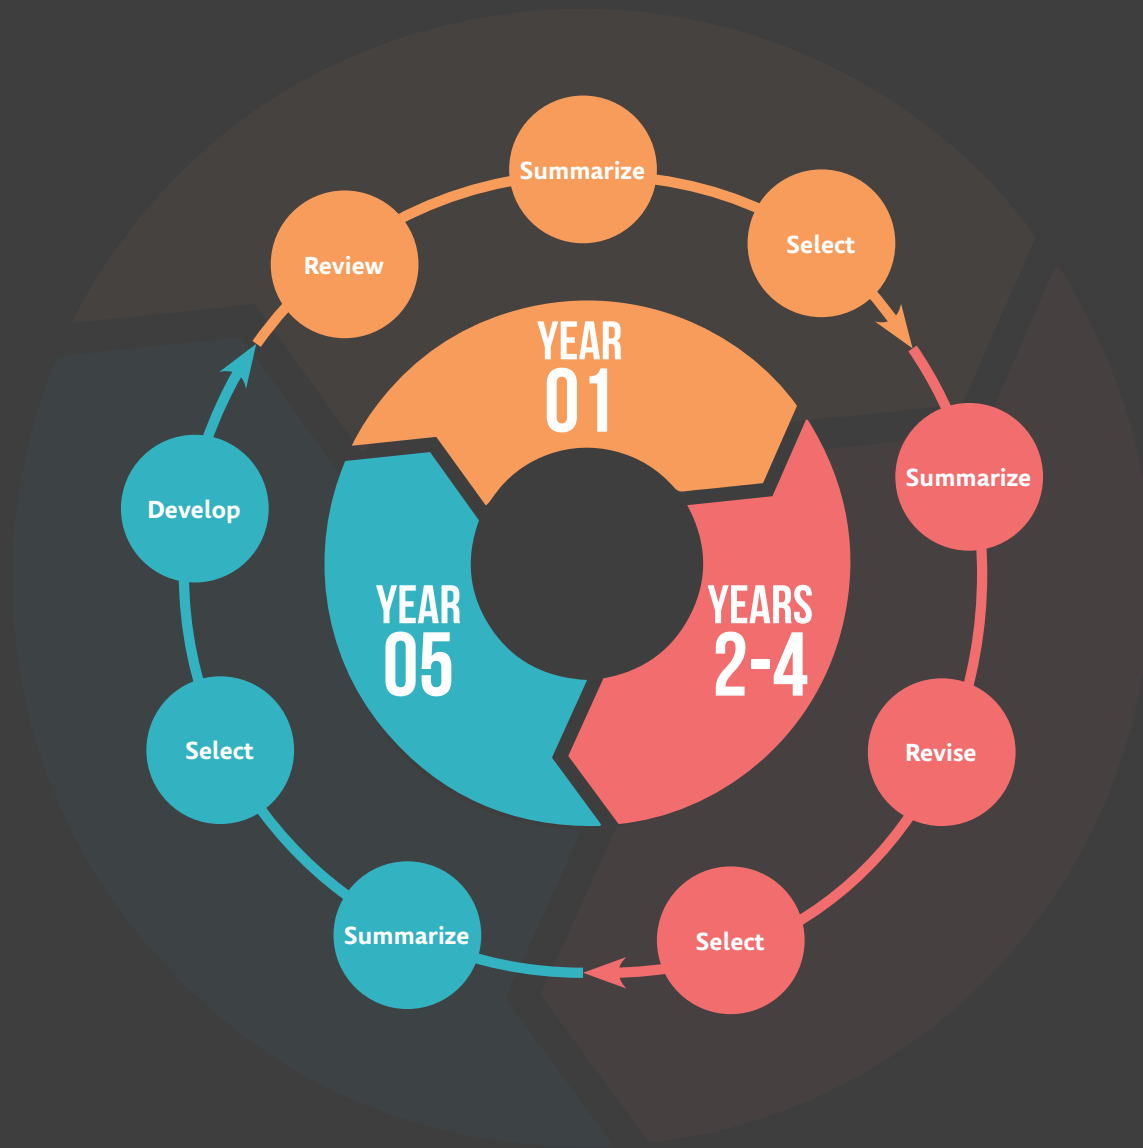 Summarize
Select
Review
YEAR
01
Summarize
Revise
Select
YEARS
2-4
Summarize
Select
Develop
YEAR
05